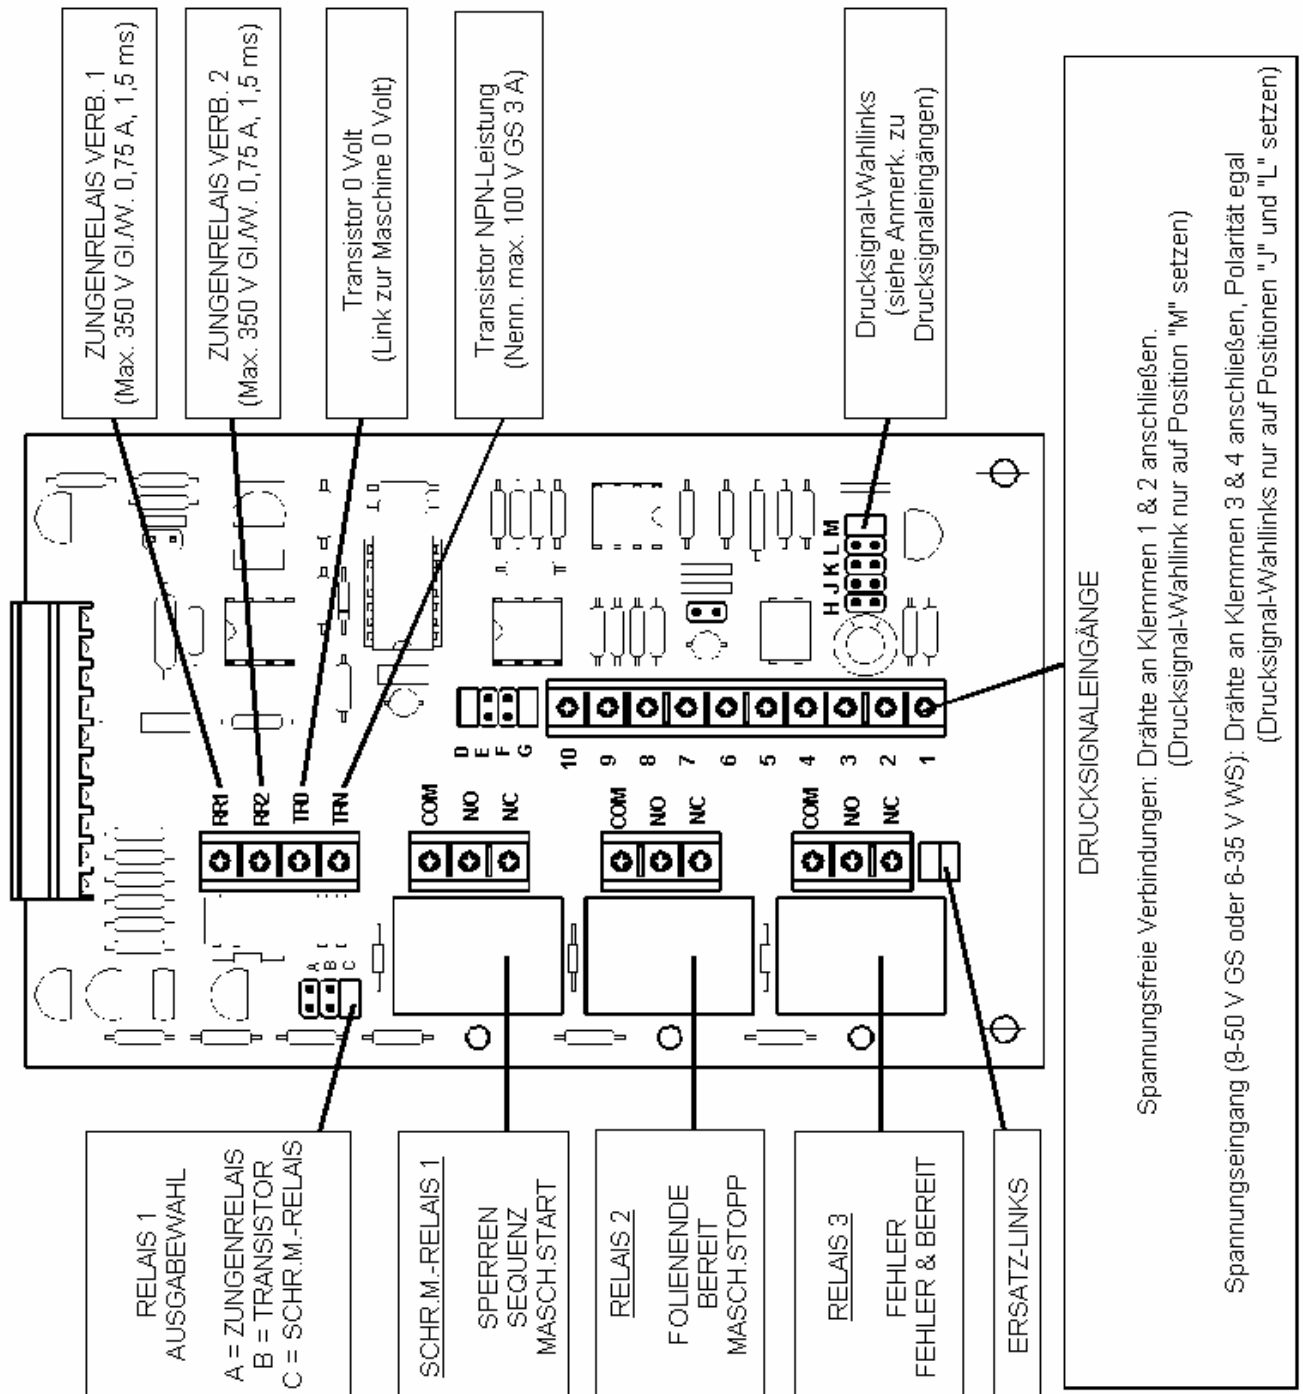 ZUNGENRELAIS VERB. 1
(Max. 350 V Gl./W. 0,75 A, 1,5 ms)
ZUNGENRELAIS VERB. 2
(Max. 350 V Gl./W. 0,75 A, 1,5 ms)
Transistor 0 Volt
(Link zur Maschine 0 Volt)
Transistor NPN-Leistung
(Nenn. max. 100 V GS 3 A)
Drucksignal-Wahllinks
(siehe Anmerk. zu
Drucksignaleingängen)
RR1
RR2
TR0
TRN
COM
NO
NC
COM
NO
NC
COM
NO
NC
D
E
F
G
10
9
8
7
6
5
4
3
2
1
H J K L M
A
B
C
RELAIS 1
AUSGABEWAHL
A = ZUNGENRELAIS
B = TRANSISTOR
C = SCHR.M.-RELAIS
SCHR.M.-RELAIS 1
SPERREN
SEQUENZ
MASCH.START
RELAIS 2
FOLIENENDE
BEREIT
MASCH.STOPP
RELAIS 3
FEHLER
FEHLER & BEREIT
ERSATZ-LINKS
DRUCKSIGNALEINGÄNGE
Spannungsfreie Verbindungen: Drähte an Klemmen 1 & 2 anschließen.
(Drucksignal-Wahllink nur auf Position "M" setzen)
Spannungseingang (9-50 V GS oder 6-35 V WS): Drähte an Klemmen 3 & 4 anschließen, Polarität egal
(Drucksignal-Wahllinks nur auf Positionen "J" und "L" setzen)